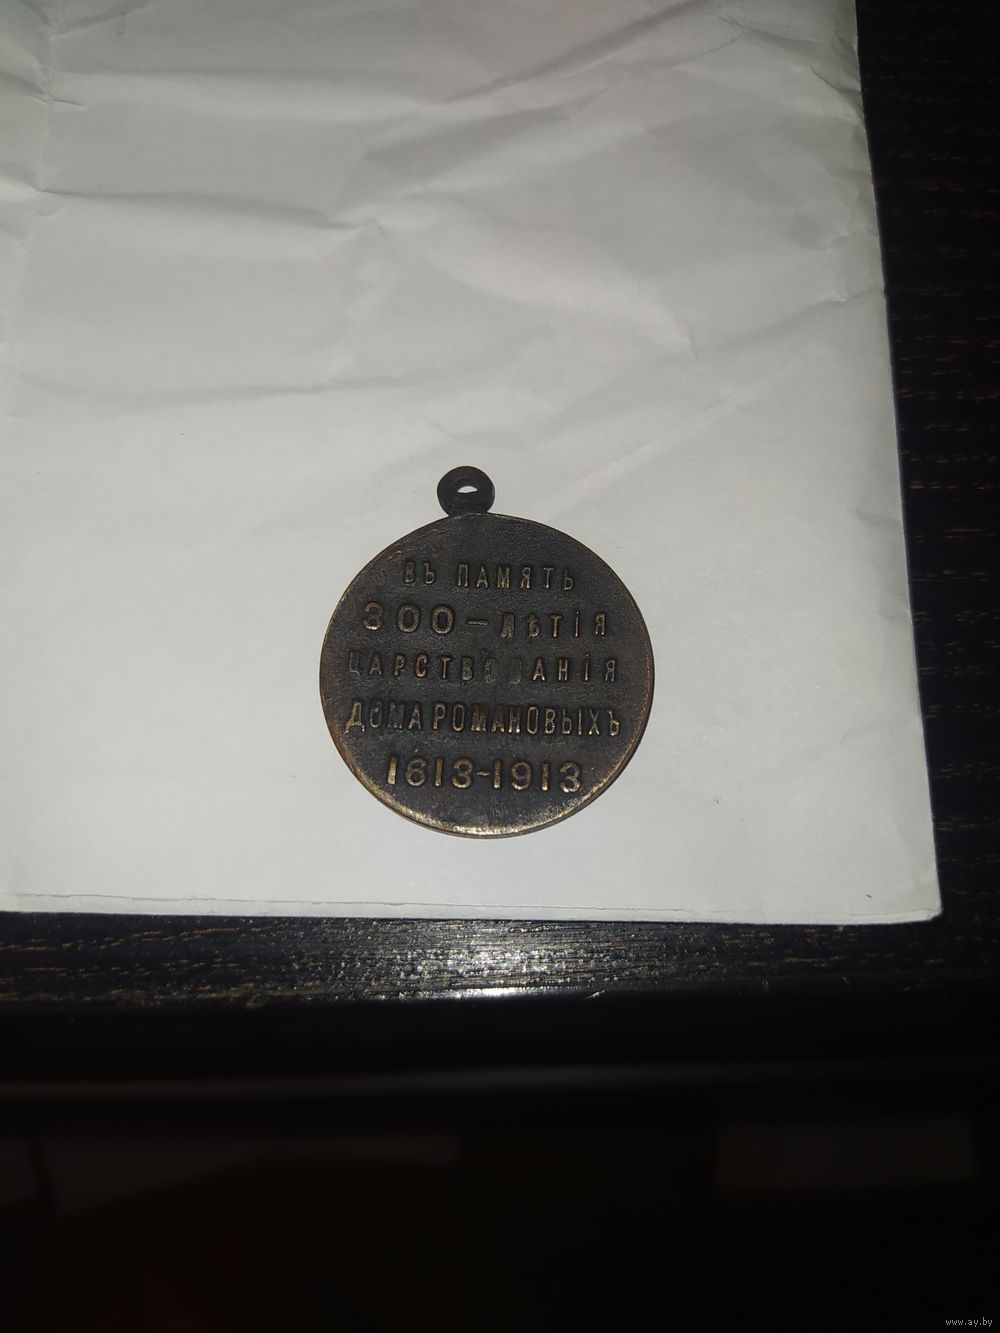 ВЪ ПАМЯТЬ
300-ЛѢТІЯ
ЦАРСТВОВАНІЯ
ДОМА РОМАНОВЫХЪ
1613-1913
www.ay.by